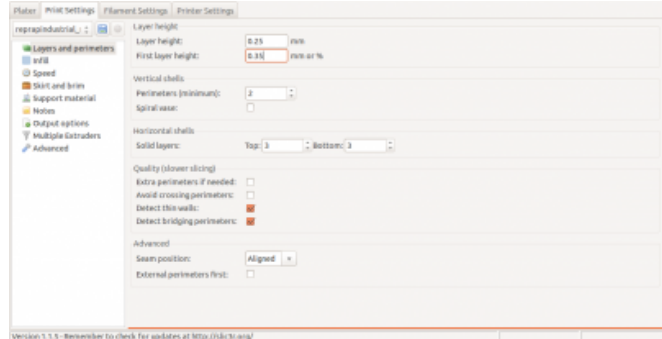 Plater Print Settings Filament Settings Printer Settings
reprapindustrial_
Layers and perimeters
Infill
Speed
Skirt and brim
Support material
Notes
Output options
Multiple Extruders
Advanced
Layer height
Layer height: 0.25 mm
First layer height: 0.35 mm or %
Vertical shells
Perimeters (minimum): 2
Spiral vase:
Horizontal shells
Solid layers: Top: 3 Bottom: 3
Quality (slower slicing)
Extra perimeters if needed:
Avoid crossing perimeters:
Detect thin walls:
Detect bridging perimeters:
Advanced
Seam position: Aligned
External perimeters first:
Version 1.1.5 - Remember to check for updates at http://slic3r.org/